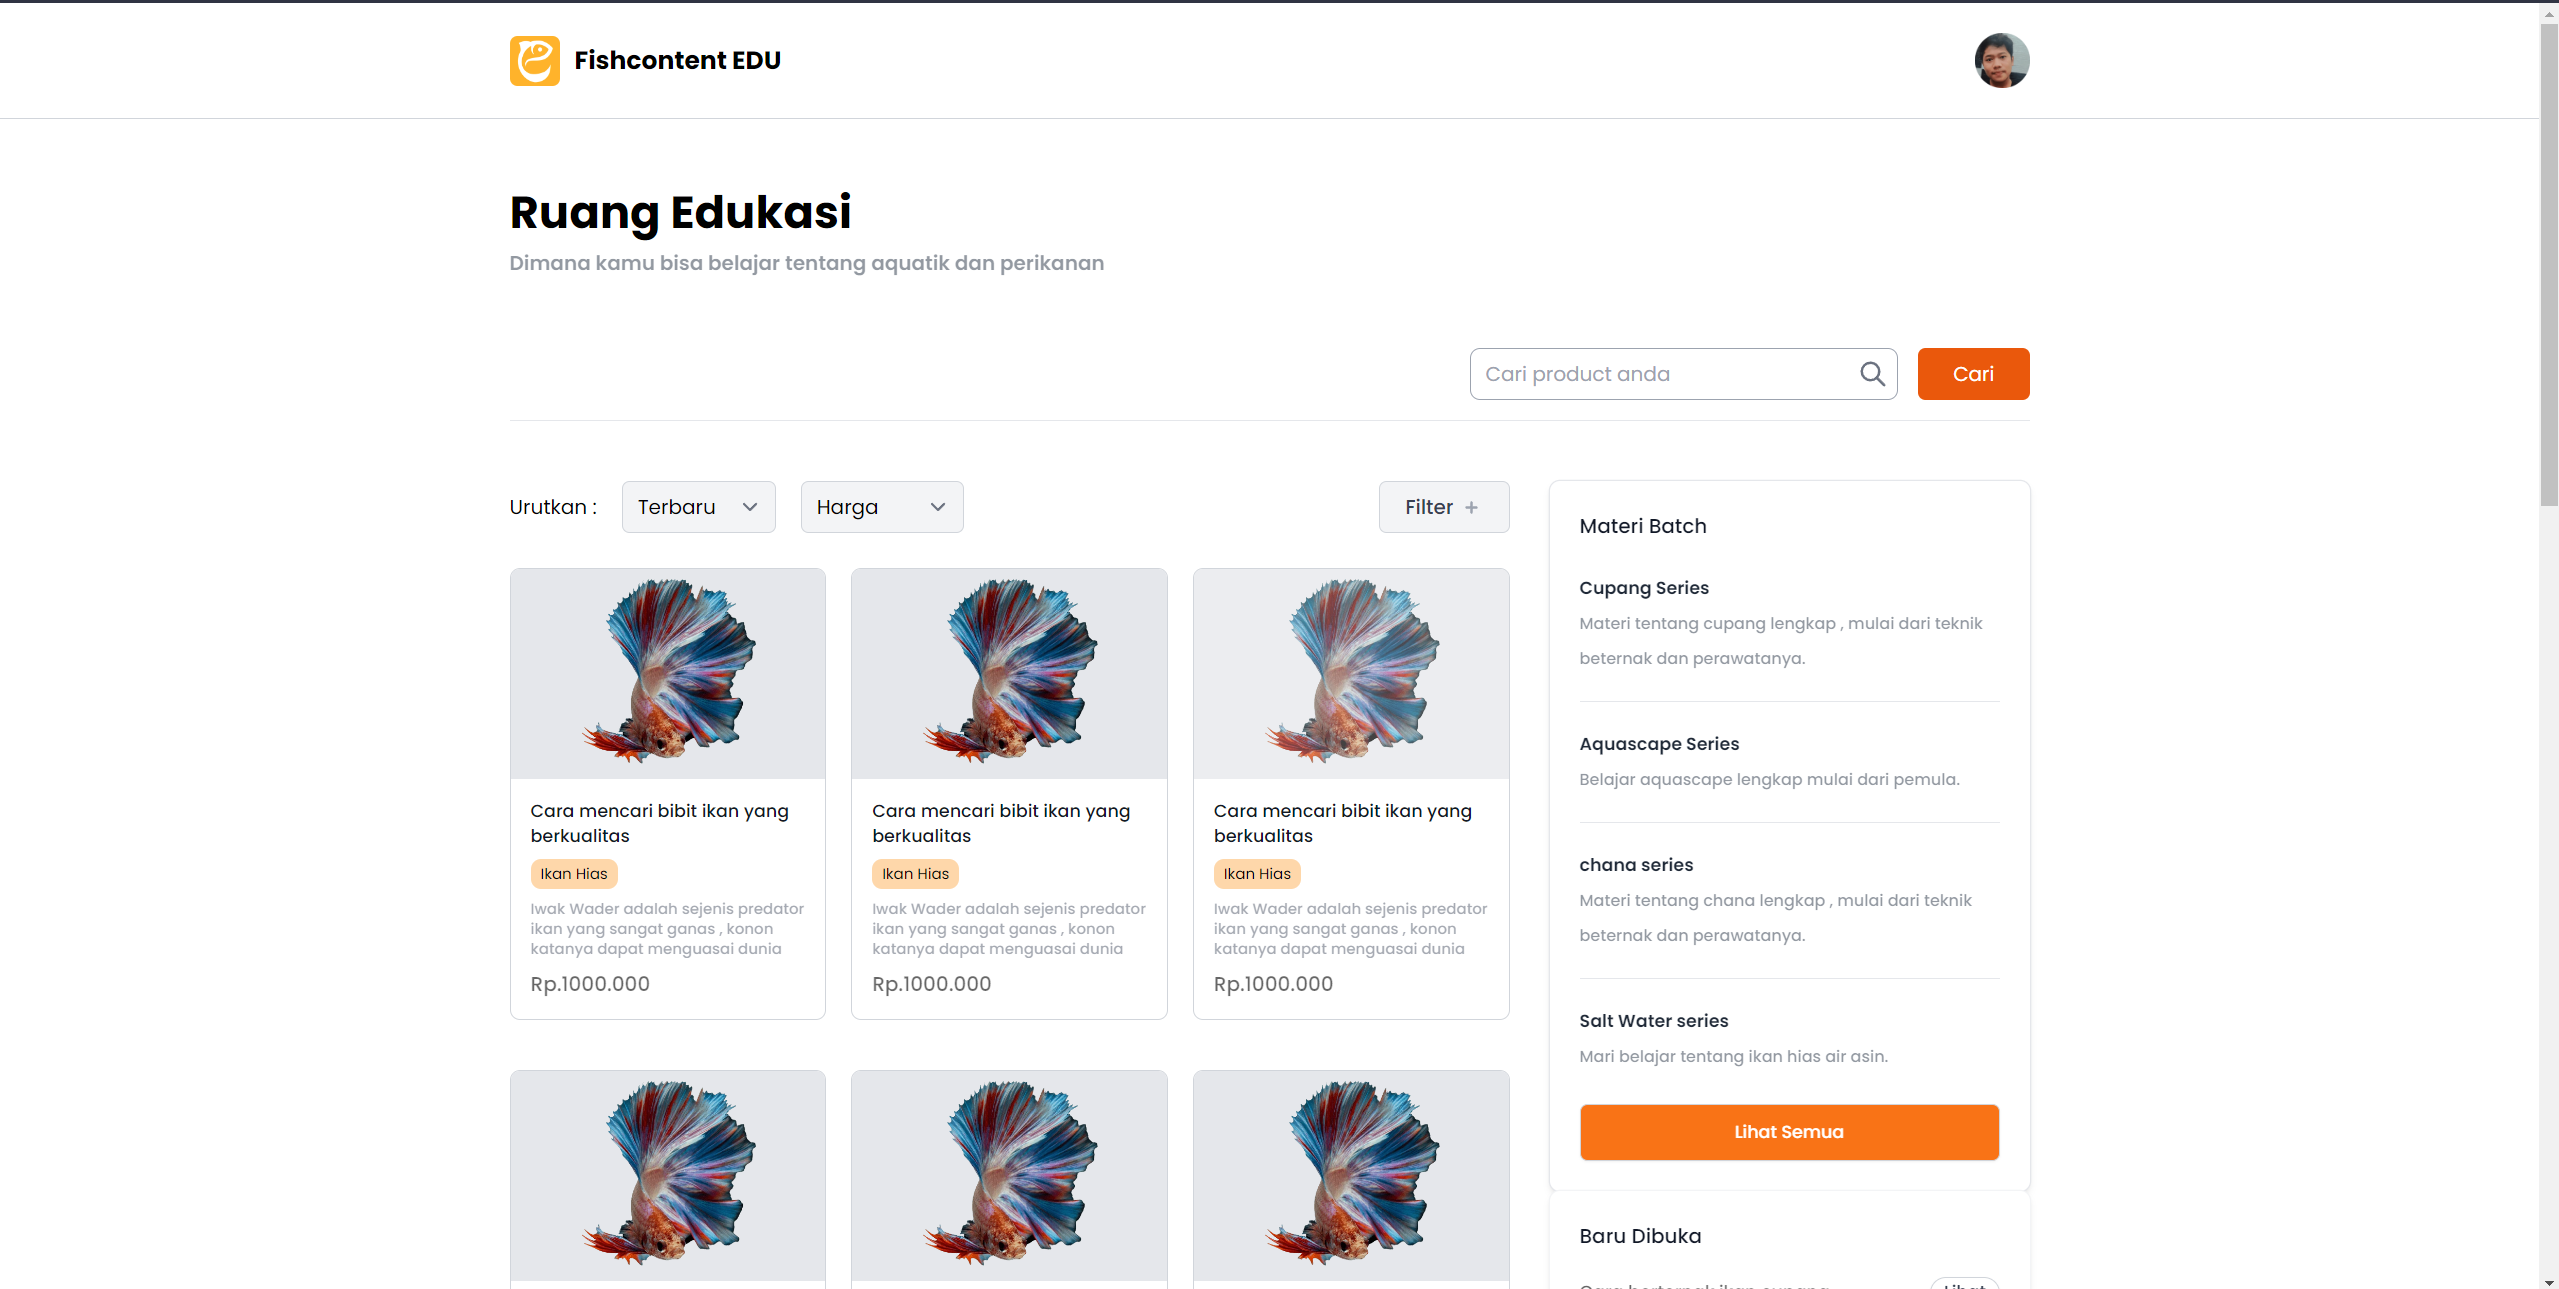 Fishcontent EDU
Ruang Edukasi
Dimana kamu bisa belajar tentang aquatik dan perikanan
Cari product anda
Cari
Urutkan :
Terbaru
Harga
Filter +
Cara mencari bibit ikan yang
berkualitas
Ikan Hias
Iwak Wader adalah sejenis predator
ikan yang sangat ganas , konon
katanya dapat menguasai dunia
Rp.1000.000
Cara mencari bibit ikan yang
berkualitas
Ikan Hias
Iwak Wader adalah sejenis predator
ikan yang sangat ganas , konon
katanya dapat menguasai dunia
Rp.1000.000
Cara mencari bibit ikan yang
berkualitas
Ikan Hias
Iwak Wader adalah sejenis predator
ikan yang sangat ganas , konon
katanya dapat menguasai dunia
Rp.1000.000
Materi Batch
Cupang Series
Materi tentang cupang lengkap , mulai dari teknik
beternak dan perawatanya.
Aquascape Series
Belajar aquascape lengkap mulai dari pemula.
chana series
Materi tentang chana lengkap , mulai dari teknik
beternak dan perawatanya.
Salt Water series
Mari belajar tentang ikan hias air asin.
Lihat Semua
Baru Dibuka
Lihat